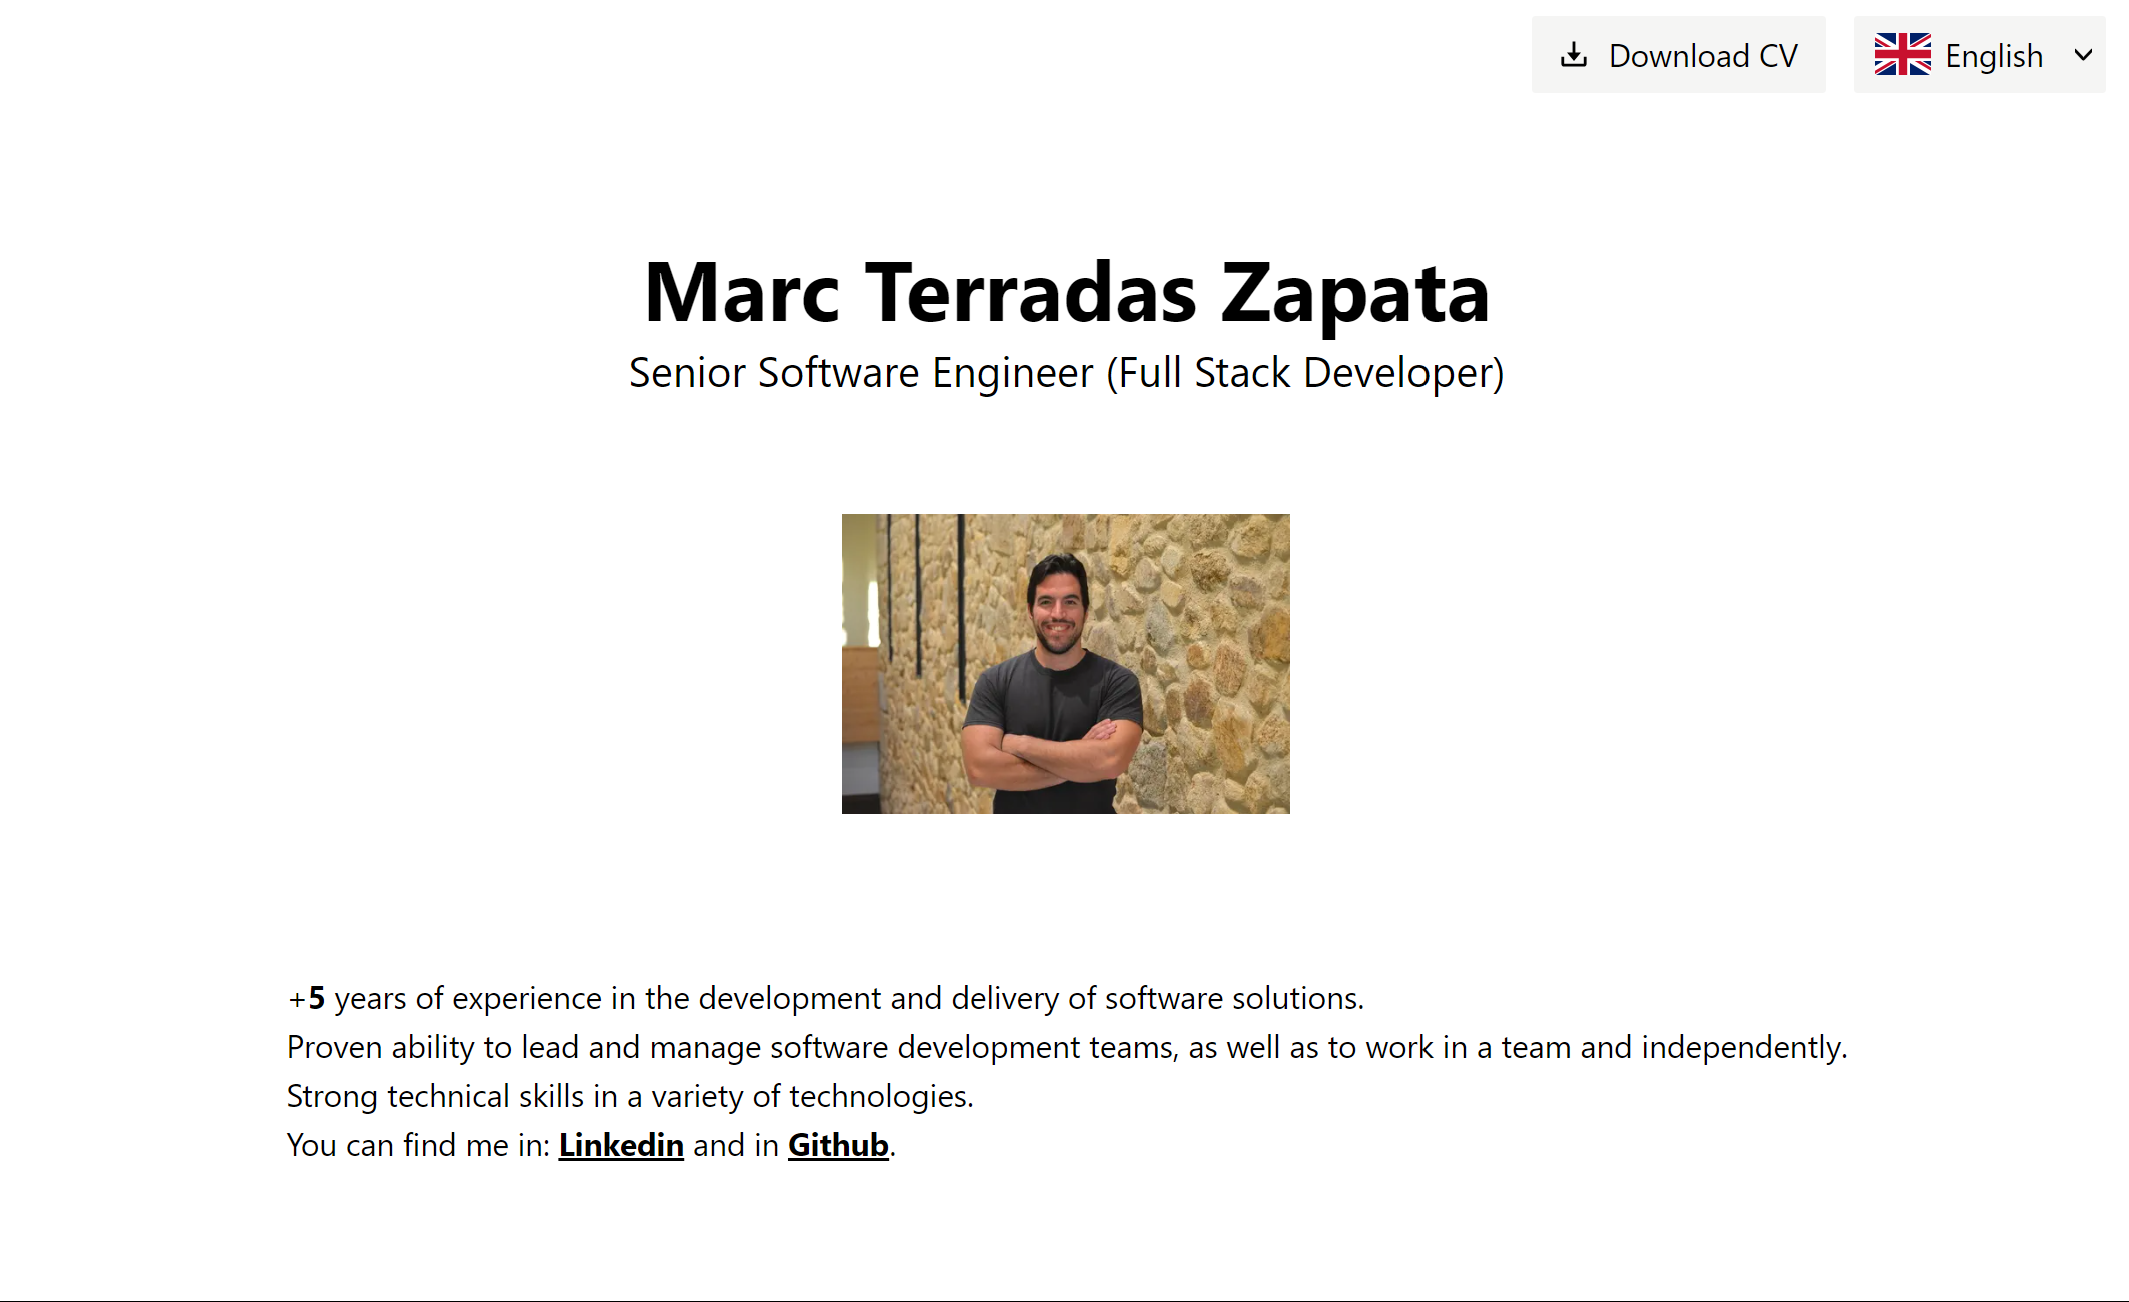 Download CV
English
Marc Terradas Zapata
Senior Software Engineer (Full Stack Developer)
+5 years of experience in the development and delivery of software solutions.
Proven ability to lead and manage software development teams, as well as to work in a team and independently.
Strong technical skills in a variety of technologies.
You can find me in: Linkedin and in Github.